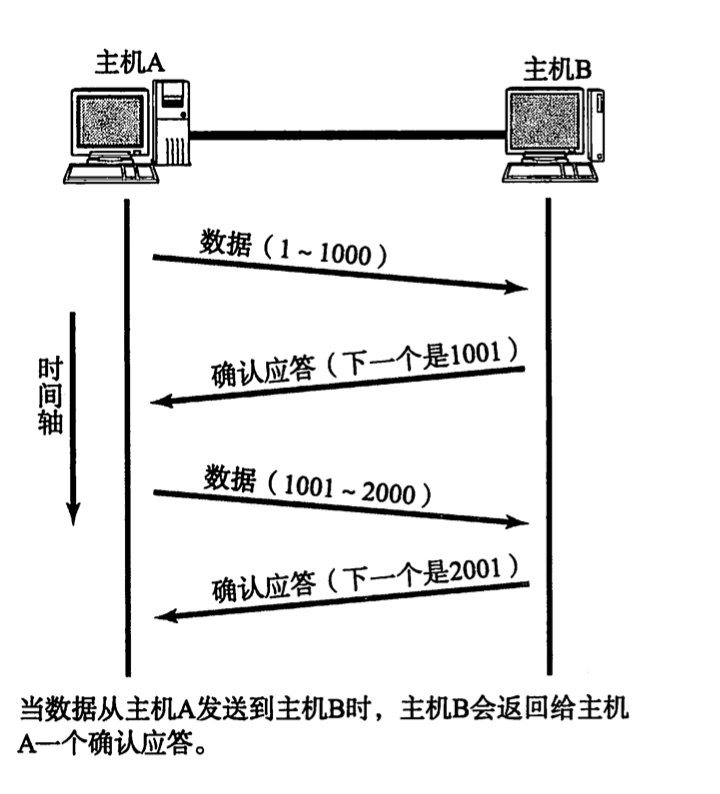 主机A
主机B
数据（1～1000）
确认应答（下一个是1001）
时间轴
数据（1001～2000）
确认应答（下一个是2001）
当数据从主机A发送到主机B时，主机B会返回给主机
A一个确认应答。